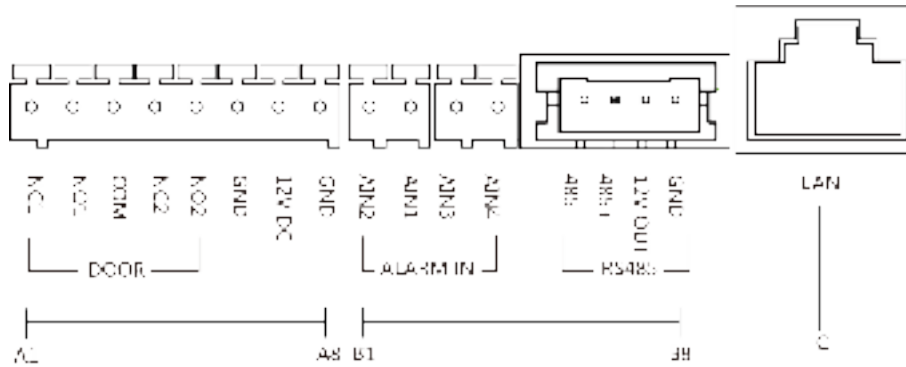 NC1 NO1 COM NC2 NO2 GND 12V DC GND AIN2 AIN1 AIN3 AIN4 485- 485+ 12V OUT GND LAN
DOOR ALARM IN RS485
A1 A8 B1 B8 C